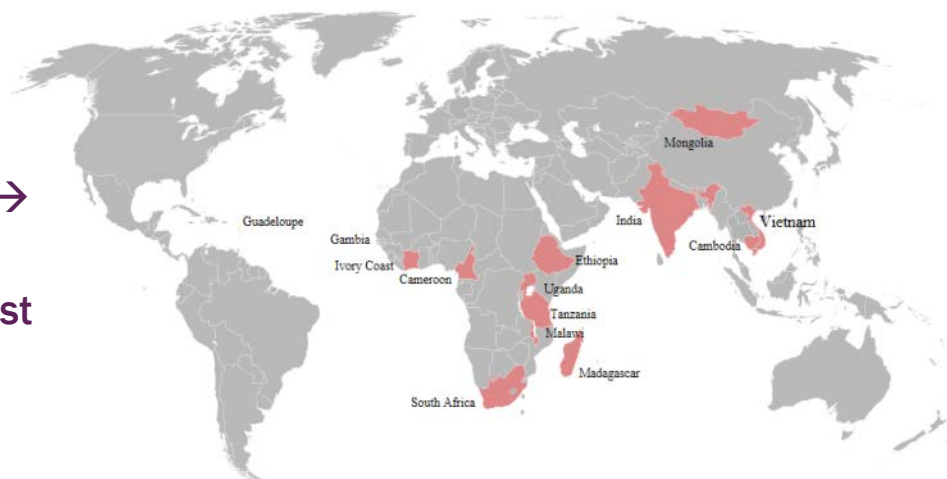 →
st
Mongolia
Guadeloupe
India
Vietnam
Gambia
Cambodia
Ivory Coast
Ethiopia
Cameroon
Uganda
Tanzania
Malawi
Madagascar
South Africa